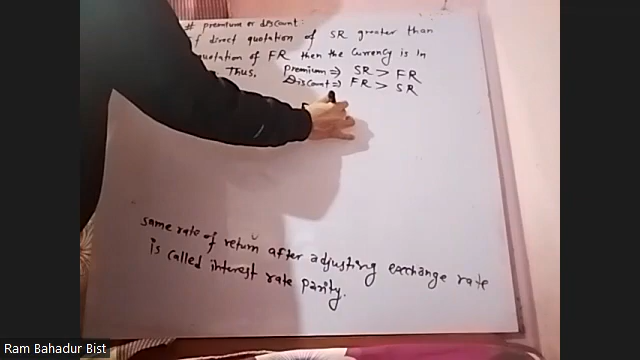 # premium or discount:
If direct quotation of SR greater than
quotation of FR then the currency is in
Thus, premium => SR > FR
Discount => FR > SR
same rate of return after adjusting exchange rate
is called interest rate parity.
Ram Bahadur Bist